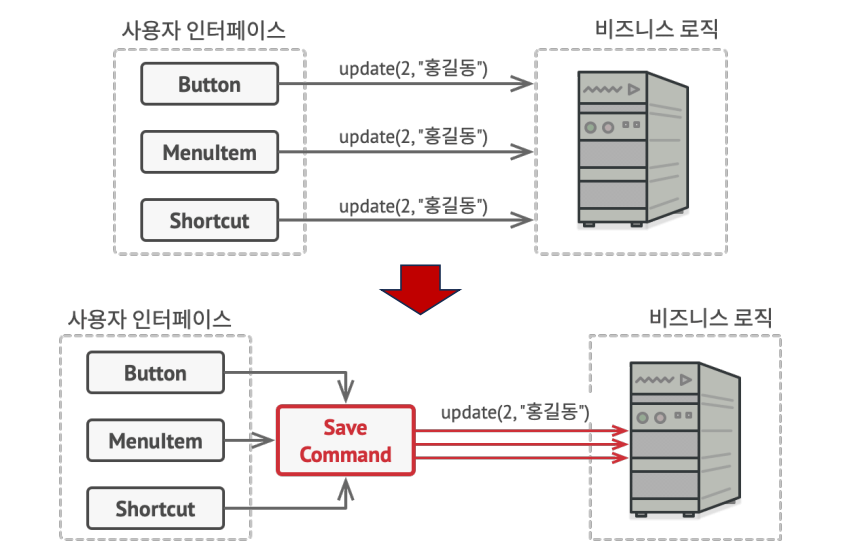 사용자 인터페이스
비즈니스 로직
Button
update(2, "홍길동")
MenuItem
update(2, "홍길동")
Shortcut
update(2, "홍길동")
사용자 인터페이스
비즈니스 로직
Button
MenuItem
Shortcut
Save
Command
update(2, "홍길동")